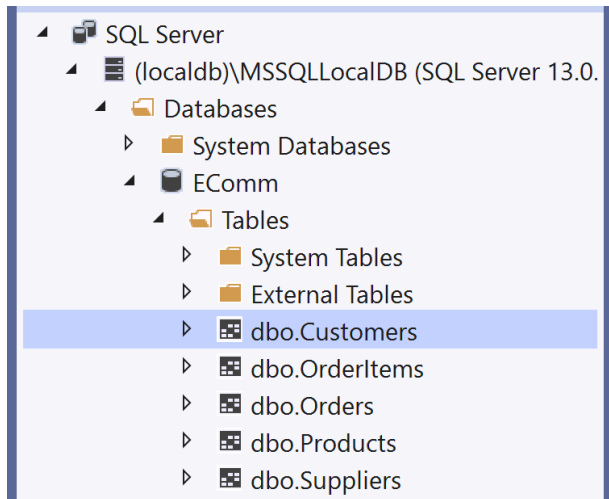 SQL Server
(localdb)\MSSQLLocalDB (SQL Server 13.0.
Databases
System Databases
EComm
Tables
System Tables
External Tables
dbo.Customers
dbo.OrderItems
dbo.Orders
dbo.Products
dbo.Suppliers